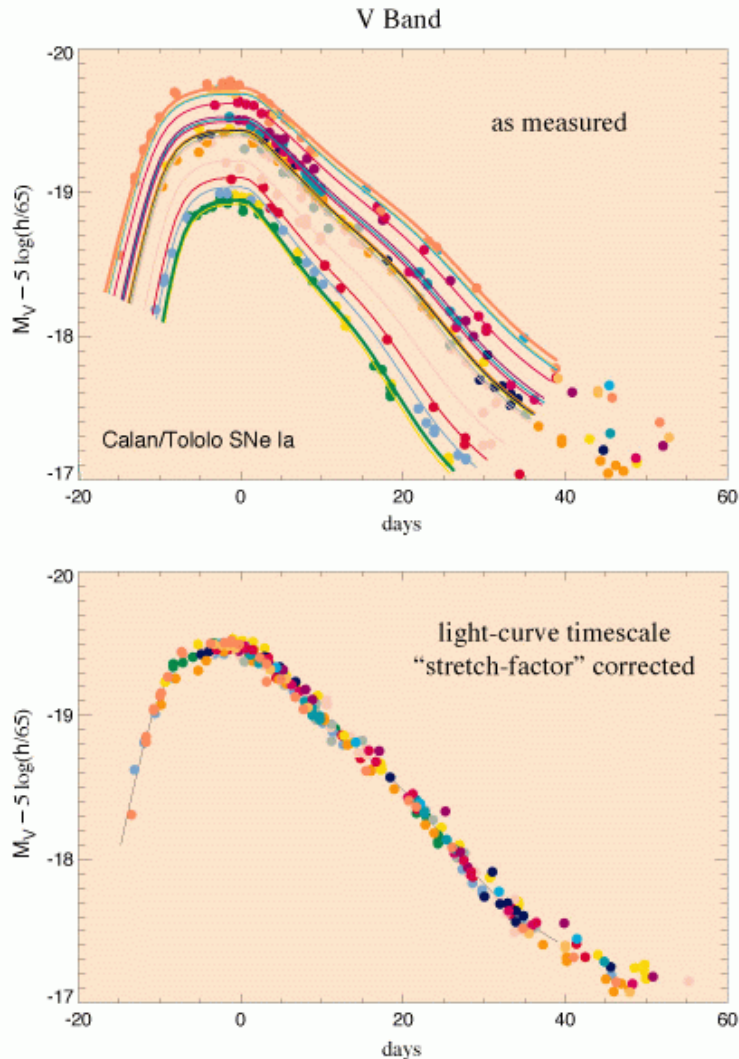 V Band
-20
as measured
-19
M_V − 5 log(h/65)
-18
Calan/Tololo SNe Ia
-17
-20 0 20 40 60
days
-20
light-curve timescale
“stretch-factor” corrected
-19
M_V − 5 log(h/65)
-18
-17
-20 0 20 40 60
days